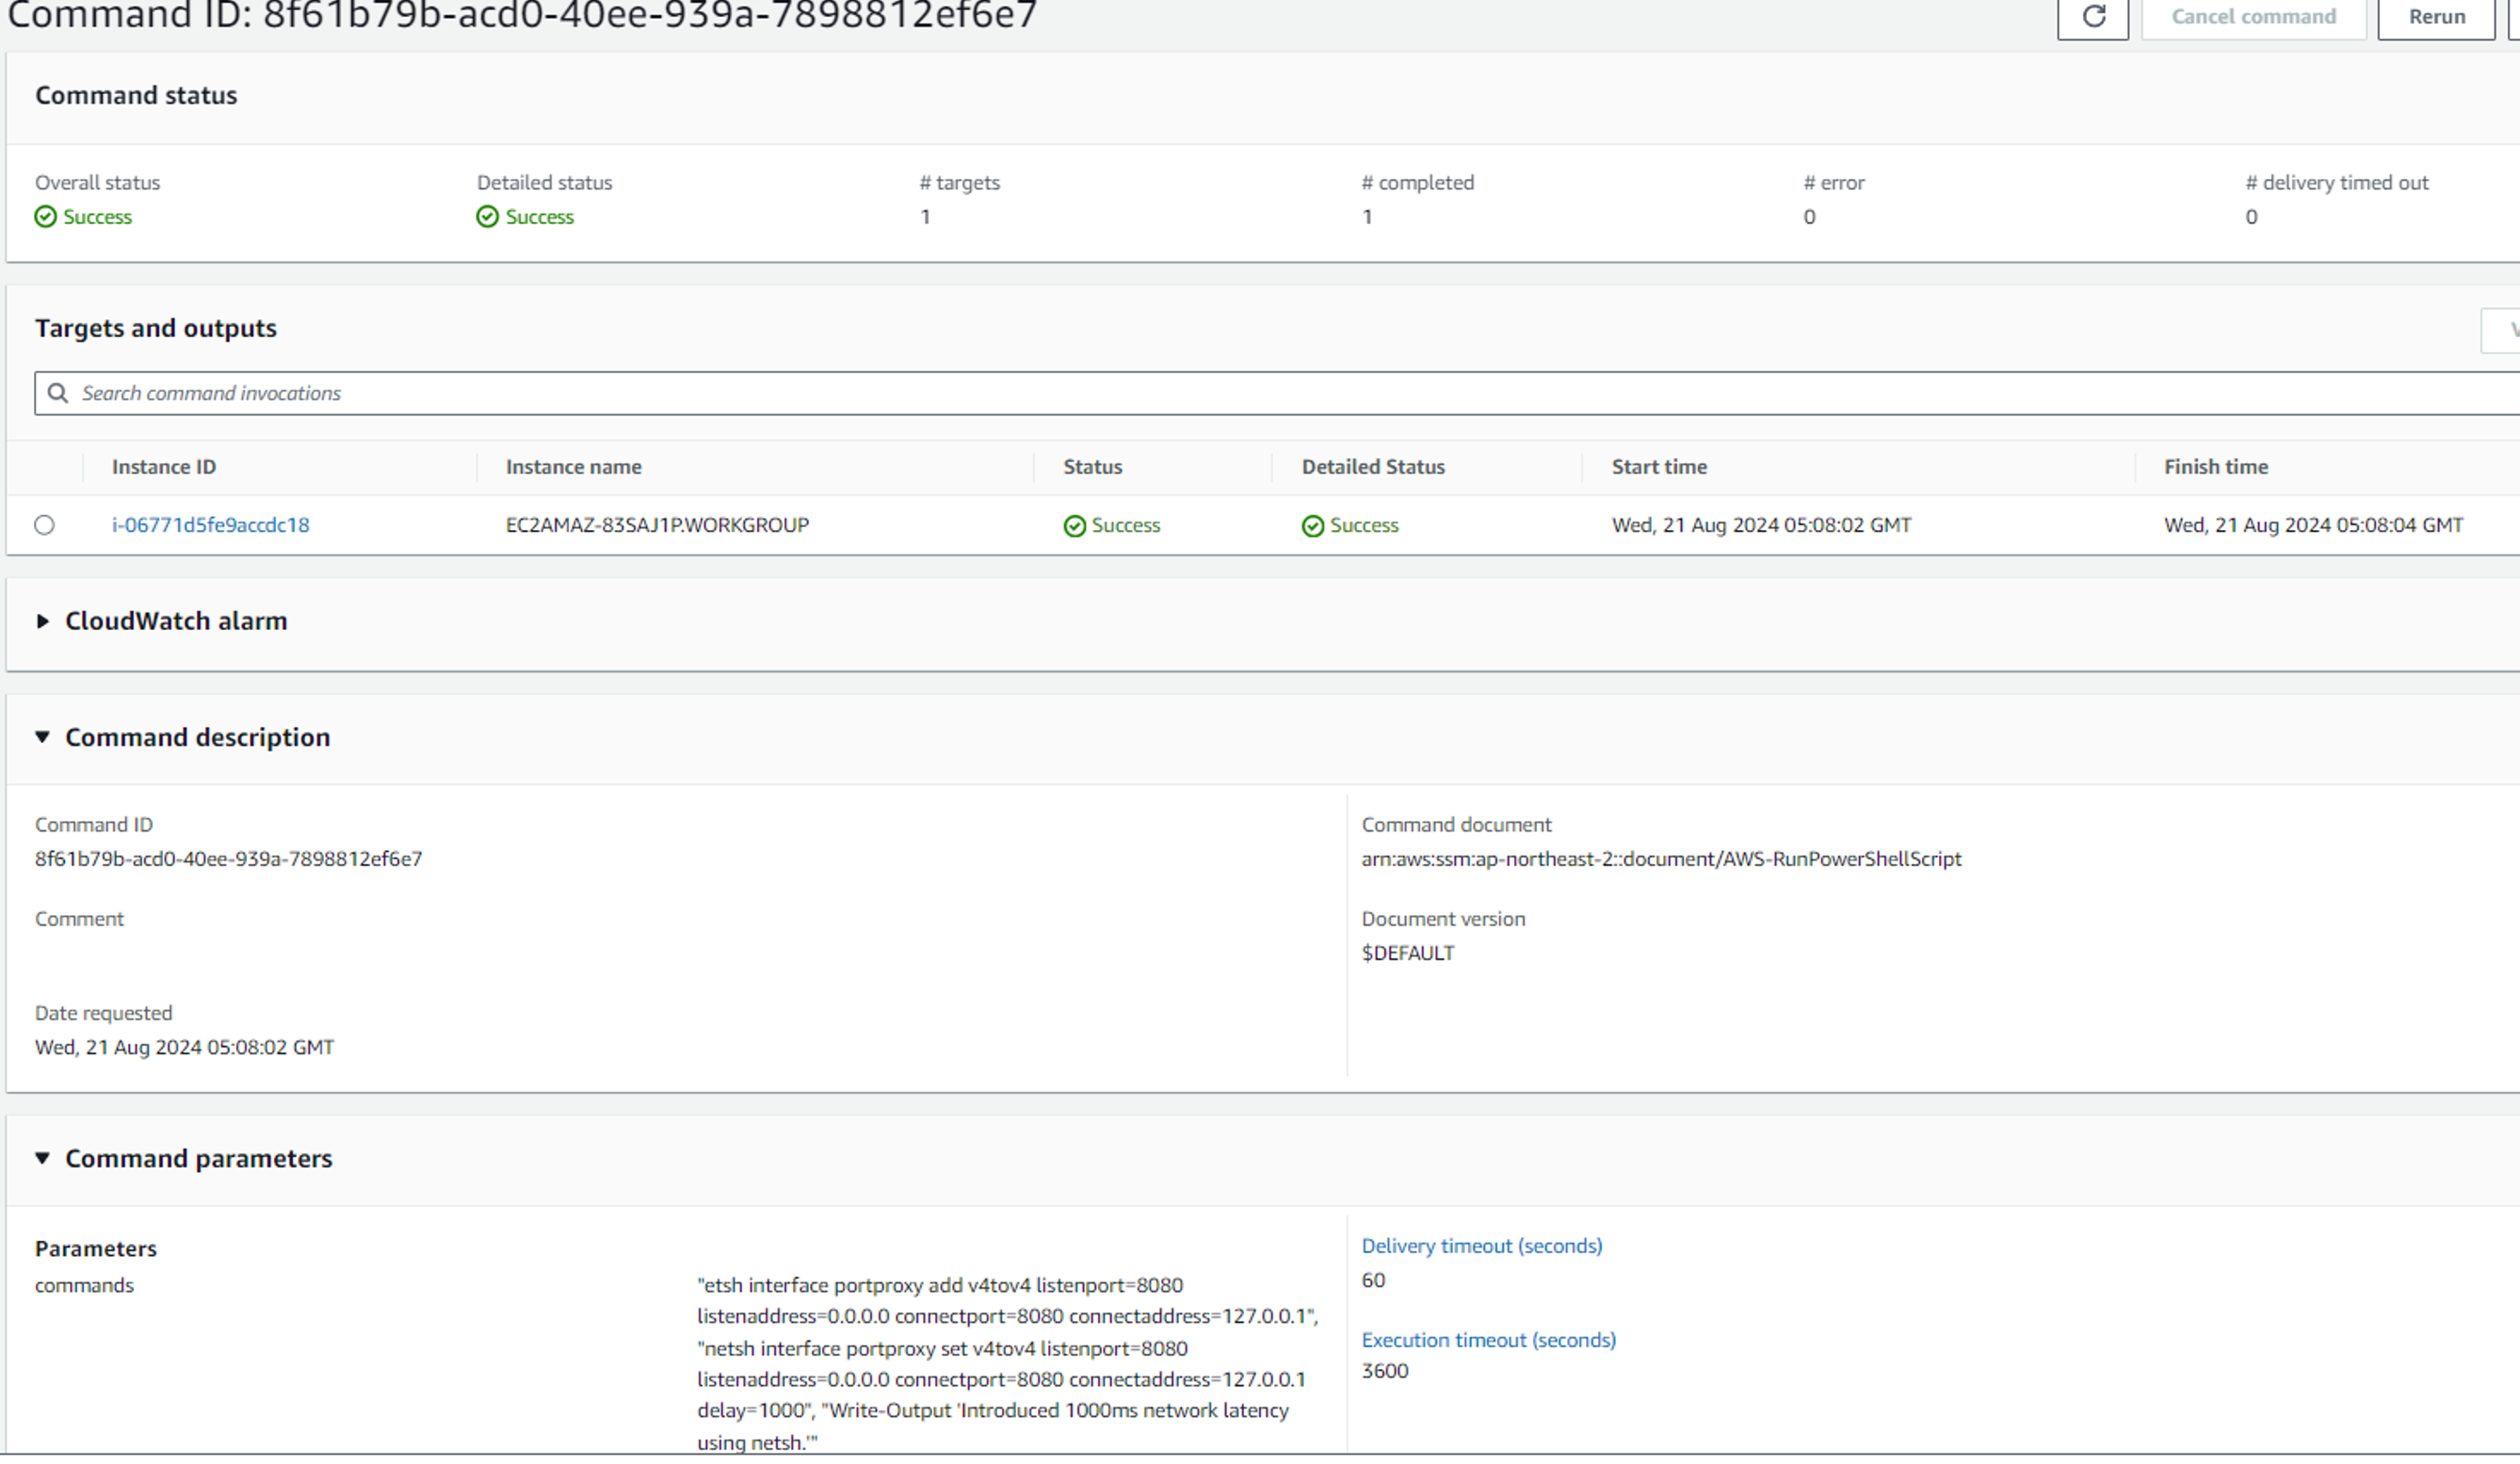 Command ID: 8f61b79b-acd0-40ee-939a-7898812ef6e7
Cancel command
Rerun
Command status
Overall status
Detailed status
# targets
# completed
# error
# delivery timed out
Success
Success
1
1
0
0
Targets and outputs
Search command invocations
Instance ID
Instance name
Status
Detailed Status
Start time
Finish time
i-06771d5fe9accdc18
EC2AMAZ-83SAJ1P.WORKGROUP
Success
Success
Wed, 21 Aug 2024 05:08:02 GMT
Wed, 21 Aug 2024 05:08:04 GMT
CloudWatch alarm
Command description
Command ID
8f61b79b-acd0-40ee-939a-7898812ef6e7
Command document
arn:aws:ssm:ap-northeast-2::document/AWS-RunPowerShellScript
Comment
Document version
$DEFAULT
Date requested
Wed, 21 Aug 2024 05:08:02 GMT
Command parameters
Parameters
commands
"etsh interface portproxy add v4tov4 listenport=8080
listenaddress=0.0.0.0 connectport=8080 connectaddress=127.0.0.1",
"netsh interface portproxy set v4tov4 listenport=8080
listenaddress=0.0.0.0 connectport=8080 connectaddress=127.0.0.1
delay=1000", "Write-Output 'Introduced 1000ms network latency
using netsh.'"
Delivery timeout (seconds)
60
Execution timeout (seconds)
3600